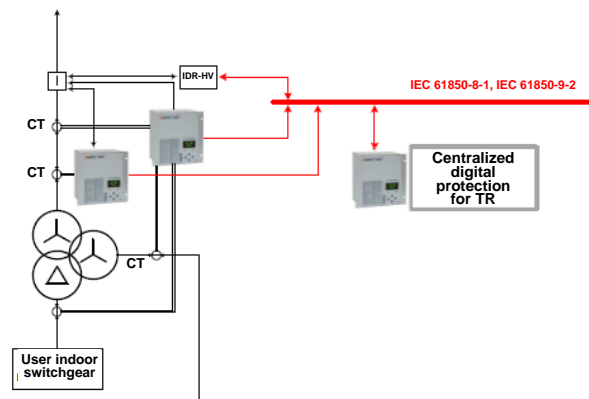 I
IDR-HV
IEC 61850-8-1, IEC 61850-9-2
CT
CT
Centralized
digital
protection
for TR
CT
User indoor
switchgear